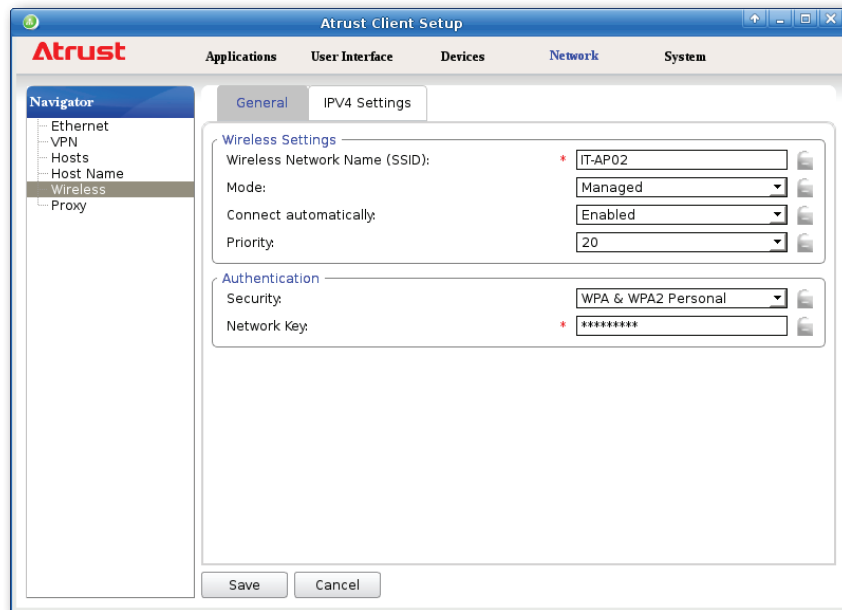 Atrust Client Setup
Atrust
Applications User Interface Devices Network System
Navigator
Ethernet
VPN
Hosts
Host Name
Wireless
Proxy
General IPV4 Settings
Wireless Settings
Wireless Network Name (SSID): * IT-AP02
Mode: Managed
Connect automatically: Enabled
Priority: 20
Authentication
Security: WPA & WPA2 Personal
Network Key: * *********
Save Cancel